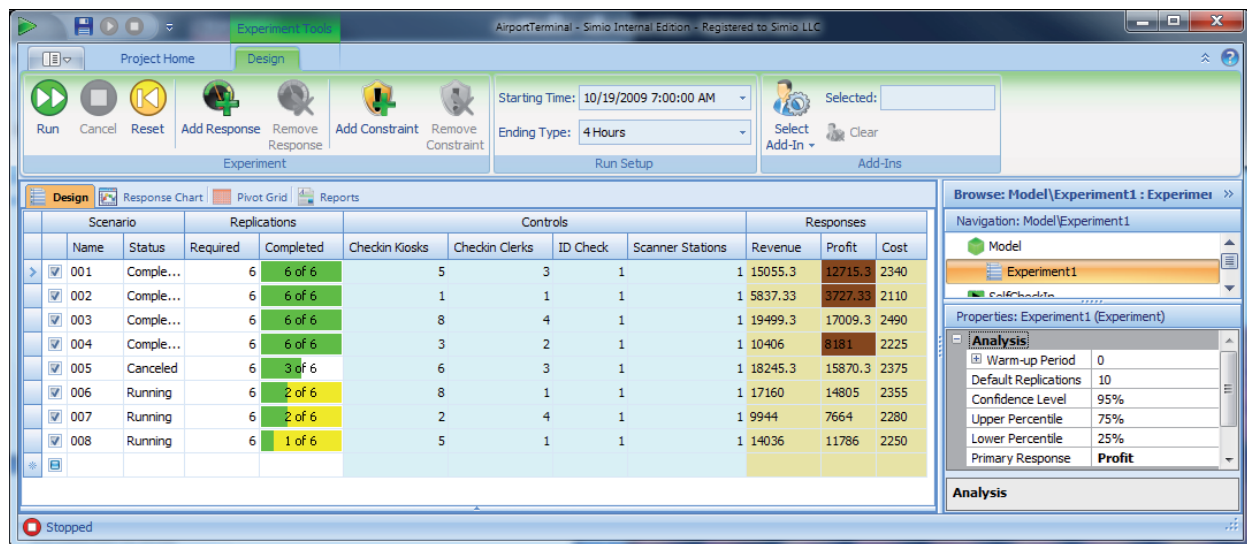 Experiment Tools
AirportTerminal - Simio Internal Edition - Registered to Simio LLC
Project Home Design
Run Cancel Reset Add Response Remove Response Add Constraint Remove Constraint
Experiment
Starting Time: 10/19/2009 7:00:00 AM
Ending Type: 4 Hours
Run Setup
Select Add-In
Selected:
Clear
Add-Ins
Design Response Chart Pivot Grid Reports
Scenario Replications Controls Responses
Name Status Required Completed Checkin Kiosks Checkin Clerks ID Check Scanner Stations Revenue Profit Cost
001 Comple... 6 6 of 6 5 3 1 1 15055.3 12715.3 2340
002 Comple... 6 6 of 6 1 1 1 1 5837.33 3727.33 2110
003 Comple... 6 6 of 6 8 4 1 1 19499.3 17009.3 2490
004 Comple... 6 6 of 6 3 2 1 1 10406 8181 2225
005 Canceled 6 3 of 6 6 3 1 1 18245.3 15870.3 2375
006 Running 6 2 of 6 8 1 1 1 17160 14805 2355
007 Running 6 2 of 6 2 4 1 1 9944 7664 2280
008 Running 6 1 of 6 5 1 1 1 14036 11786 2250
Browse: Model\Experiment1 : Experimen
Navigation: Model\Experiment1
Model
Experiment1
Properties: Experiment1 (Experiment)
Analysis
Warm-up Period 0
Default Replications 10
Confidence Level 95%
Upper Percentile 75%
Lower Percentile 25%
Primary Response Profit
Analysis
Stopped